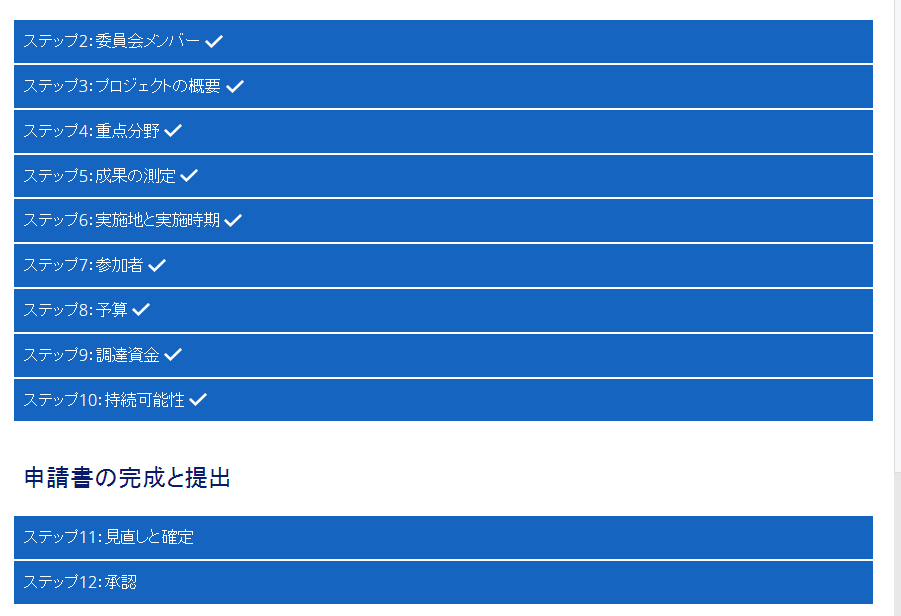 ステップ2：委員会メンバー ✓
ステップ3：プロジェクトの概要 ✓
ステップ4：重点分野 ✓
ステップ5：成果の測定 ✓
ステップ6：実施地と実施時期 ✓
ステップ7：参加者 ✓
ステップ8：予算 ✓
ステップ9：調達資金 ✓
ステップ10：持続可能性 ✓
申請書の完成と提出
ステップ11：見直しと確定
ステップ12：承認